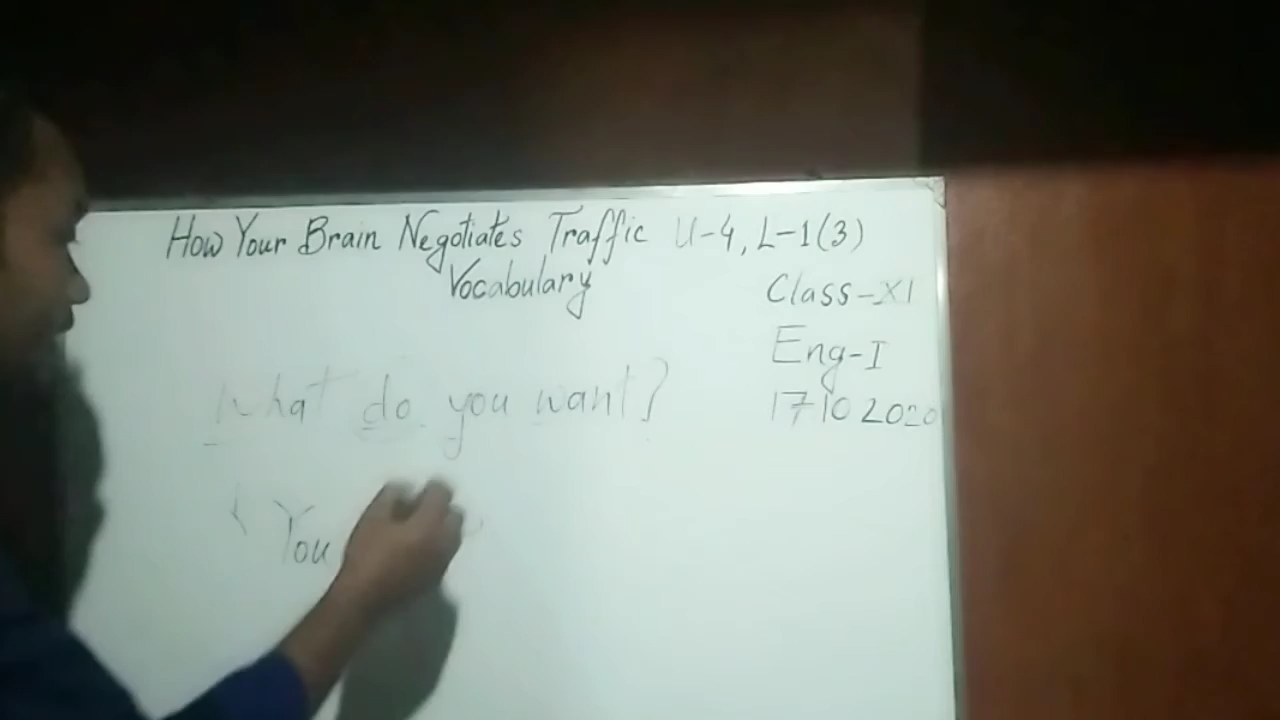 How Your Brain Negotiates Traffic U-4, L-1(3)
Vocabulary
Class-XI
Eng-I
17 10 2020
What do you want?
You